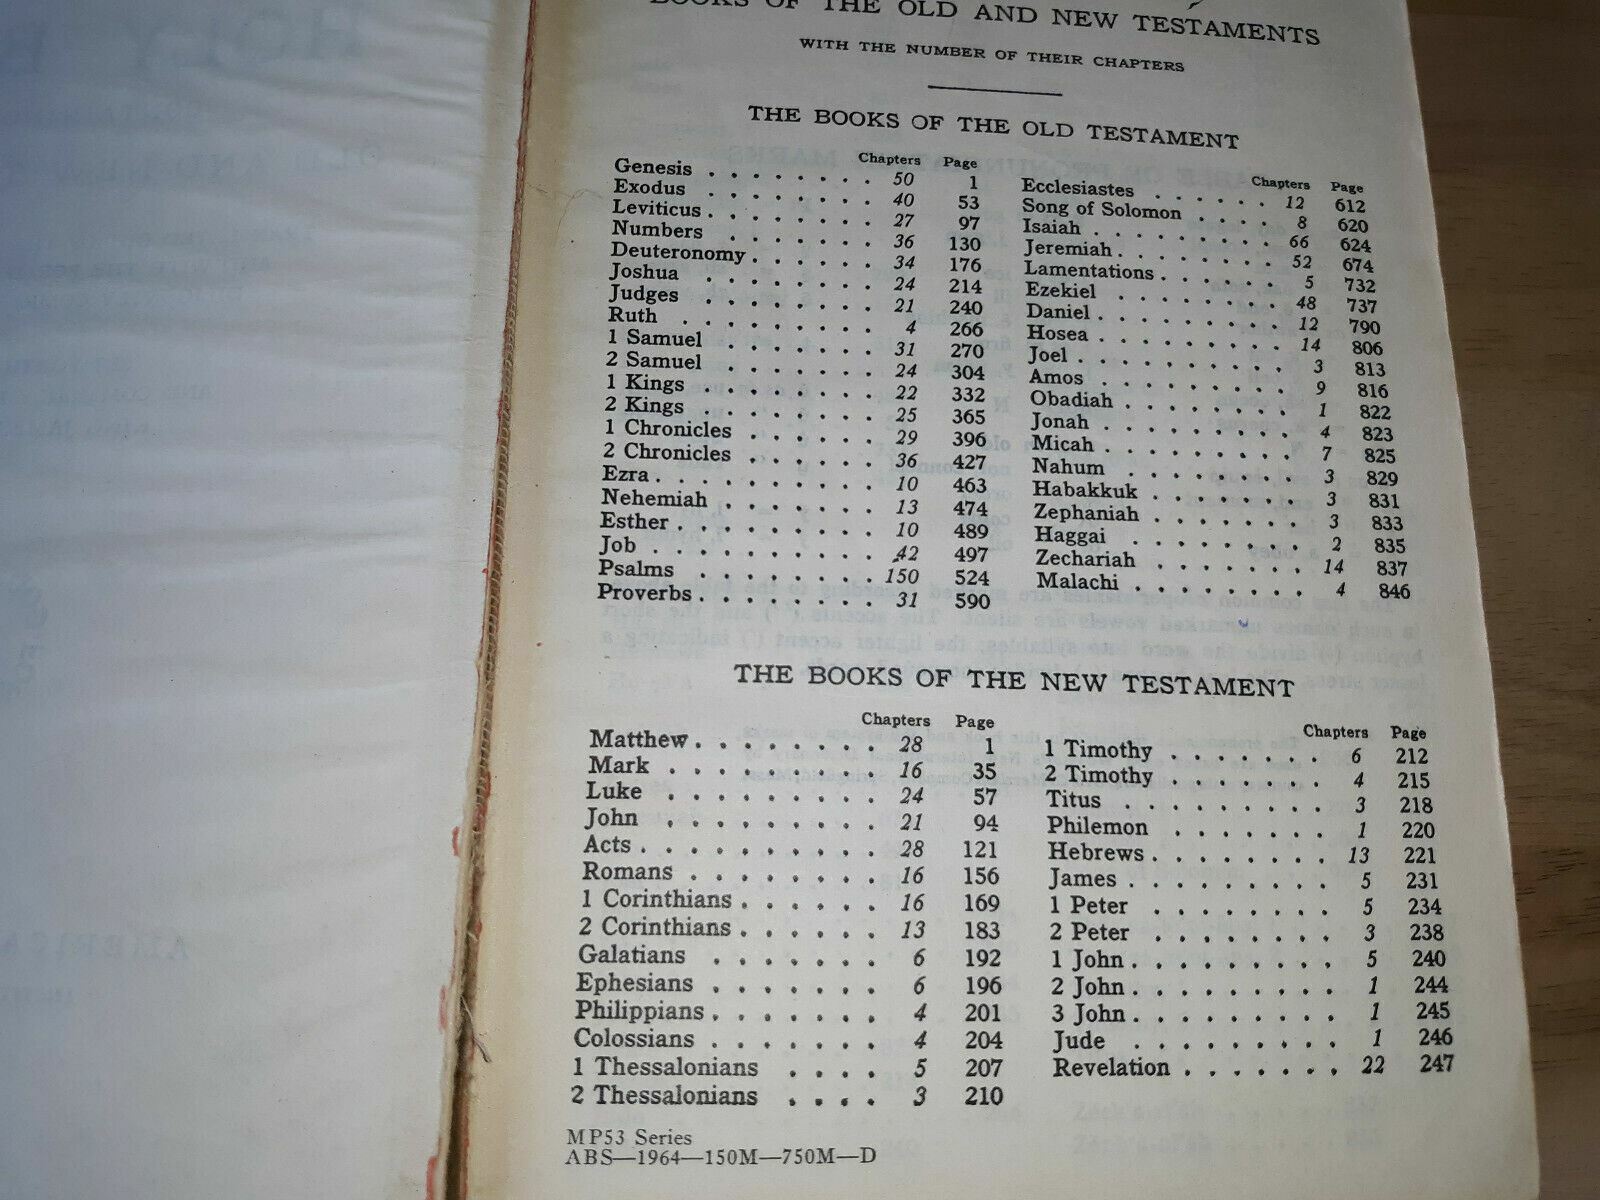 BOOKS OF THE OLD AND NEW TESTAMENTS
WITH THE NUMBER OF THEIR CHAPTERS
THE BOOKS OF THE OLD TESTAMENT
Chapters Page
Genesis . . . . . . . . 50 1
Exodus . . . . . . . . 40 53
Leviticus . . . . . . . . 27 97
Numbers . . . . . . . 36 130
Deuteronomy . . . . . . 34 176
Joshua . . . . . . . . 24 214
Judges . . . . . . . . 21 240
Ruth . . . . . . . . . 4 266
1 Samuel . . . . . . . 31 270
2 Samuel . . . . . . . 24 304
1 Kings . . . . . . . . 22 332
2 Kings . . . . . . . . 25 365
1 Chronicles . . . . . . 29 396
2 Chronicles . . . . . . 36 427
Ezra . . . . . . . . . 10 463
Nehemiah . . . . . . . 13 474
Esther . . . . . . . . 10 489
Job . . . . . . . . . 42 497
Psalms . . . . . . . . 150 524
Proverbs . . . . . . . . 31 590
Chapters Page
Ecclesiastes . . . . . . 12 612
Song of Solomon . . . . 8 620
Isaiah . . . . . . . . . 66 624
Jeremiah . . . . . . . . 52 674
Lamentations . . . . . . 5 732
Ezekiel . . . . . . . . 48 737
Daniel . . . . . . . . . 12 790
Hosea . . . . . . . . . 14 806
Joel . . . . . . . . . . 3 813
Amos . . . . . . . . . 9 816
Obadiah . . . . . . . . 1 822
Jonah . . . . . . . . . 4 823
Micah . . . . . . . . . 7 825
Nahum . . . . . . . . 3 829
Habakkuk . . . . . . . 3 831
Zephaniah . . . . . . . 3 833
Haggai . . . . . . . . 2 835
Zechariah . . . . . . . 14 837
Malachi . . . . . . . . 4 846
THE BOOKS OF THE NEW TESTAMENT
Chapters Page
Matthew . . . . . . . . 28 1
Mark . . . . . . . . . 16 35
Luke . . . . . . . . . 24 57
John . . . . . . . . . 21 94
Acts . . . . . . . . . . 28 121
Romans . . . . . . . . 16 156
1 Corinthians . . . . . . 16 169
2 Corinthians . . . . . . 13 183
Galatians . . . . . . . 6 192
Ephesians . . . . . . . 6 196
Philippians . . . . . . . 4 201
Colossians . . . . . . . 4 204
1 Thessalonians . . . . 5 207
2 Thessalonians . . . . 3 210
Chapters Page
1 Timothy . . . . . . . 6 212
2 Timothy . . . . . . . 4 215
Titus . . . . . . . . . 3 218
Philemon . . . . . . . 1 220
Hebrews . . . . . . . . 13 221
James . . . . . . . . . 5 231
1 Peter . . . . . . . . 5 234
2 Peter . . . . . . . . 3 238
1 John . . . . . . . . . 5 240
2 John . . . . . . . . . 1 244
3 John . . . . . . . . . 1 245
Jude . . . . . . . . . 1 246
Revelation . . . . . . . 22 247
MP53 Series
ABS—1964—150M—750M—D